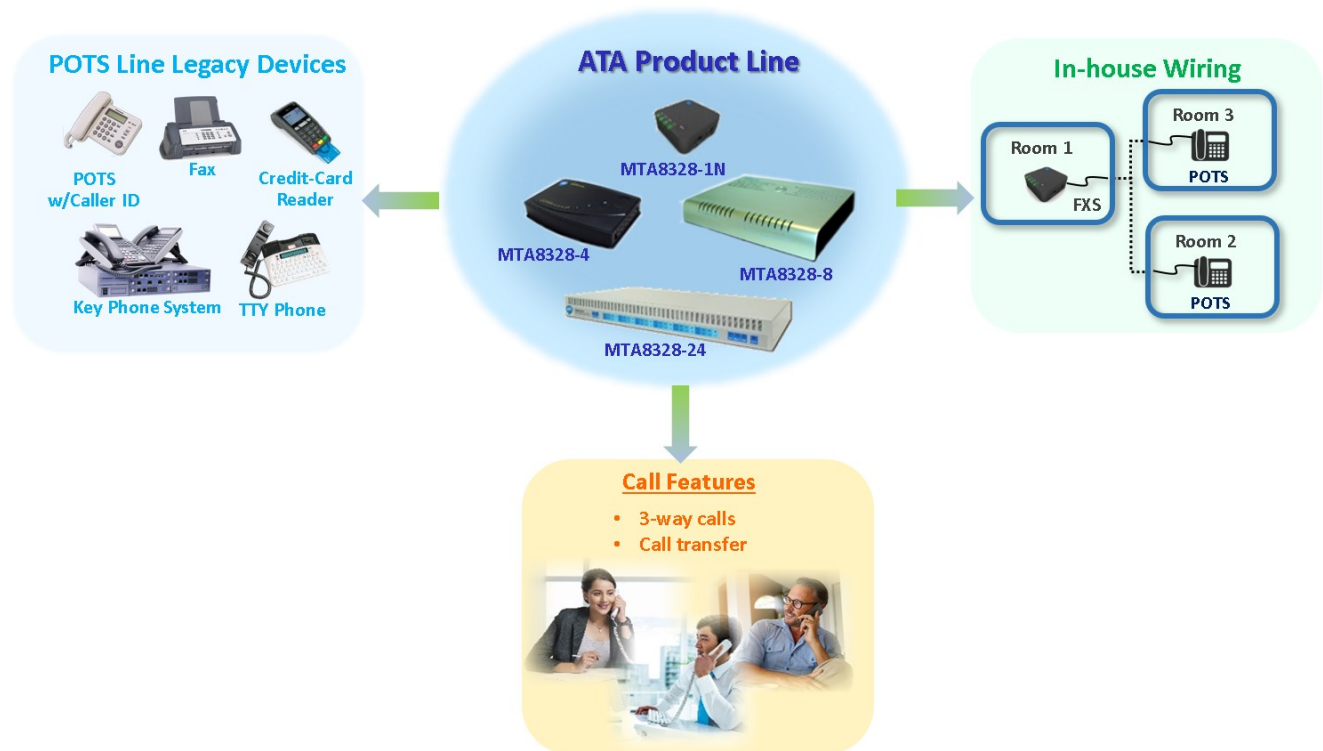 POTS Line Legacy Devices
POTS
w/Caller ID
Fax
Credit-Card
Reader
Key Phone System
TTY Phone
ATA Product Line
MTA8328-1N
MTA8328-4
MTA8328-8
MTA8328-24
In-house Wiring
Room 1
FXS
Room 3
POTS
Room 2
POTS
Call Features
• 3-way calls
• Call transfer